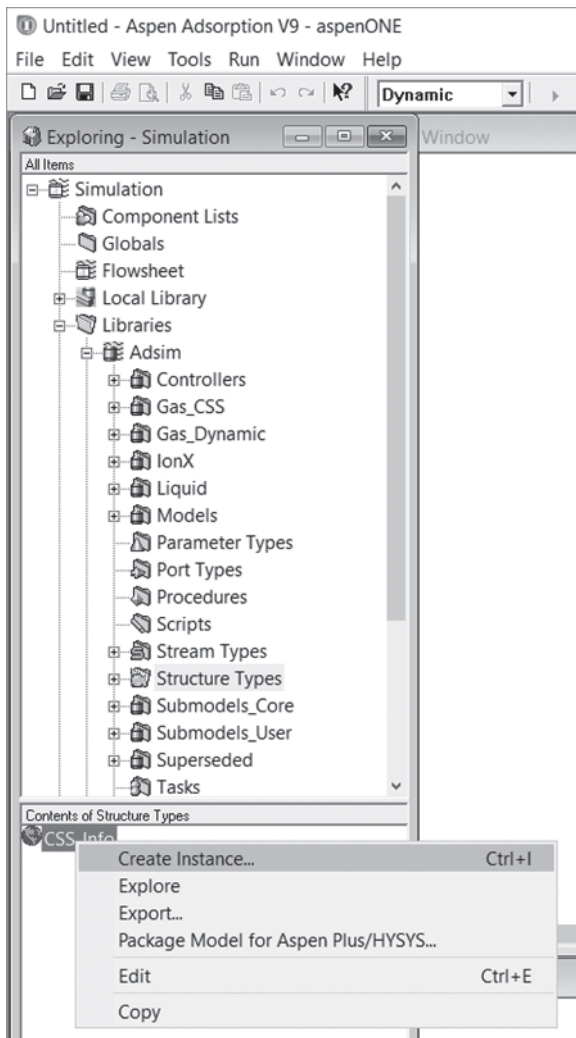 Untitled - Aspen Adsorption V9 - aspenONE
File Edit View Tools Run Window Help
Dynamic
Exploring - Simulation
Window
All Items
Simulation
Component Lists
Globals
Flowsheet
Local Library
Libraries
Adsim
Controllers
Gas_CSS
Gas_Dynamic
IonX
Liquid
Models
Parameter Types
Port Types
Procedures
Scripts
Stream Types
Structure Types
Submodels_Core
Submodels_User
Superseded
Tasks
Contents of Structure Types
CSS_Info
Create Instance... Ctrl+I
Explore
Export...
Package Model for Aspen Plus/HYSYS...
Edit Ctrl+E
Copy